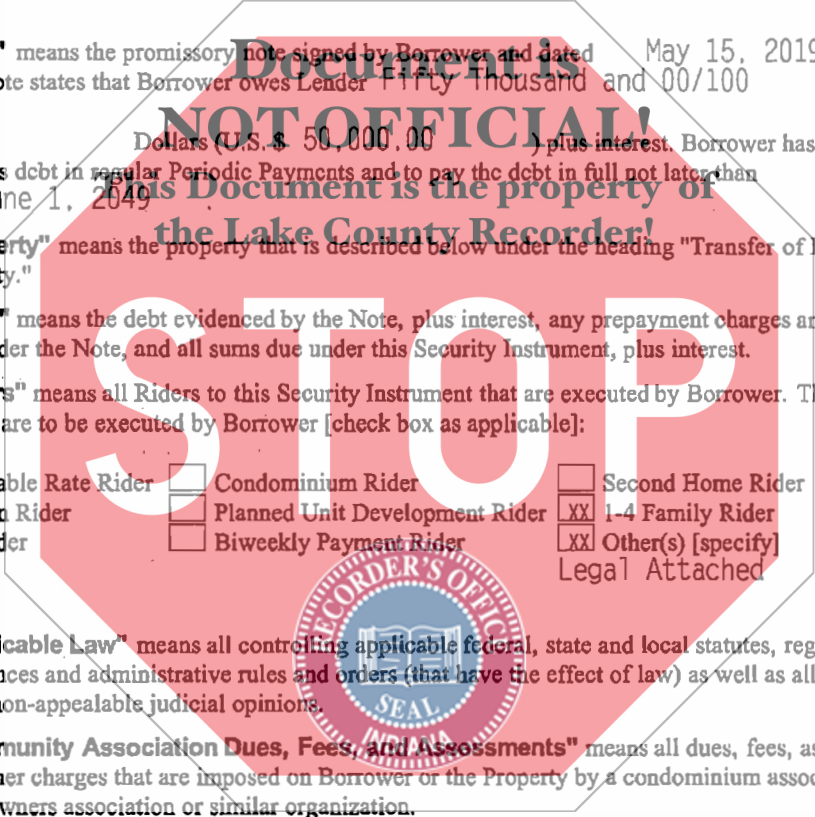 " means the promissory note signed by Borrower and dated May 15, 2019
ote states that Borrower owes Lender Fifty Thousand and 00/100
Dollars (U.S. $ 50,000.00 ) plus interest. Borrower has
s debt in regular Periodic Payments and to pay the debt in full not later than
ne 1, 2049 .
erty" means the property that is described below under the heading "Transfer of
ty."
" means the debt evidenced by the Note, plus interest, any prepayment charges an
der the Note, and all sums due under this Security Instrument, plus interest.
s" means all Riders to this Security Instrument that are executed by Borrower. Th
are to be executed by Borrower [check box as applicable]:
able Rate Rider Condominium Rider Second Home Rider
n Rider Planned Unit Development Rider XX 1-4 Family Rider
der Biweekly Payment Rider XX Other(s) [specify]
Legal Attached
icable Law" means all controlling applicable federal, state and local statutes, reg
nces and administrative rules and orders (that have the effect of law) as well as all
on-appealable judicial opinions.
munity Association Dues, Fees, and Assessments" means all dues, fees, as
her charges that are imposed on Borrower or the Property by a condominium assoc
wners association or similar organization.
Document is
NOT OFFICIAL!
This Document is the property of
the Lake County Recorder!
STOP
RECORDER'S OFFICE
SEAL
INDIANA